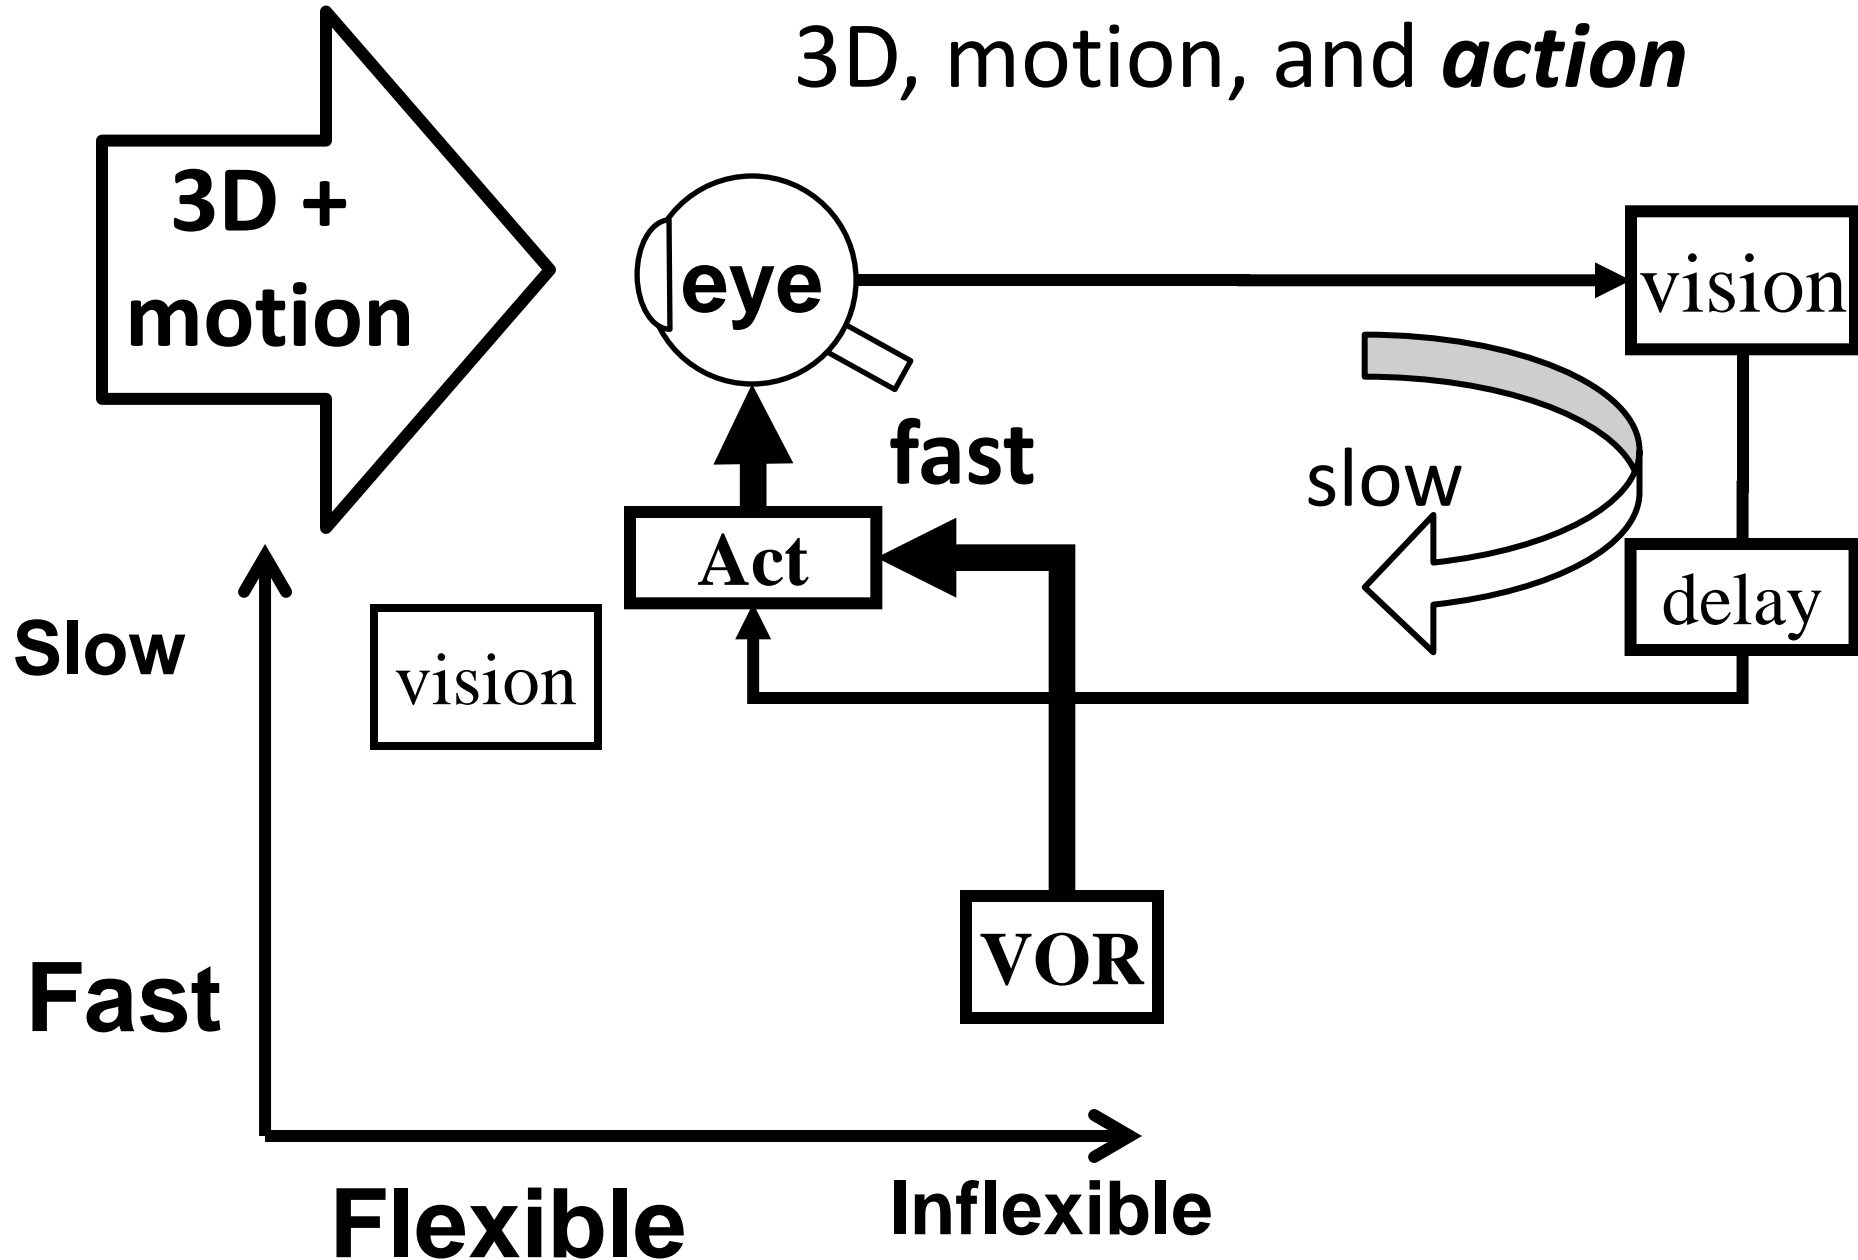 3D, motion, and action
3D +
motion
eye
vision
fast
slow
Act
delay
Slow
vision
VOR
Fast
Flexible
Inflexible